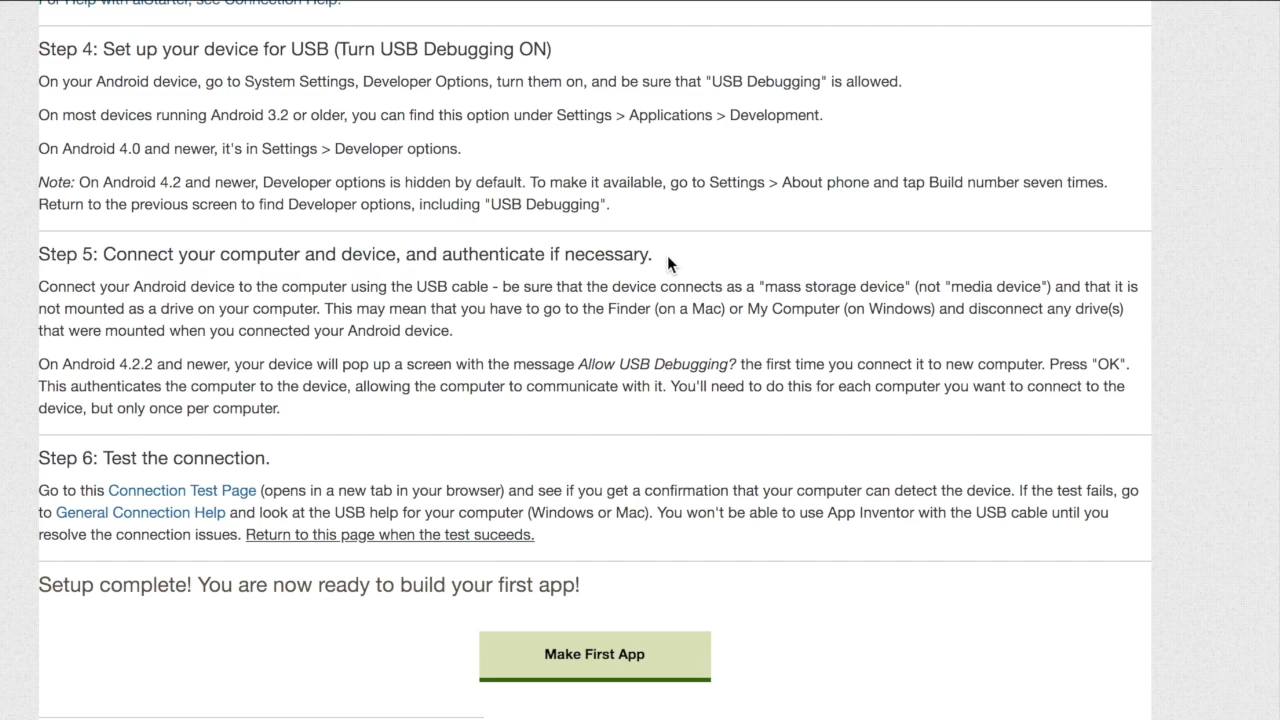 For Help with aiStarter, see Connection Help.
Step 4: Set up your device for USB (Turn USB Debugging ON)
On your Android device, go to System Settings, Developer Options, turn them on, and be sure that "USB Debugging" is allowed.
On most devices running Android 3.2 or older, you can find this option under Settings > Applications > Development.
On Android 4.0 and newer, it's in Settings > Developer options.
Note: On Android 4.2 and newer, Developer options is hidden by default. To make it available, go to Settings > About phone and tap Build number seven times.
Return to the previous screen to find Developer options, including "USB Debugging".
Step 5: Connect your computer and device, and authenticate if necessary.
Connect your Android device to the computer using the USB cable - be sure that the device connects as a "mass storage device" (not "media device") and that it is
not mounted as a drive on your computer. This may mean that you have to go to the Finder (on a Mac) or My Computer (on Windows) and disconnect any drive(s)
that were mounted when you connected your Android device.
On Android 4.2.2 and newer, your device will pop up a screen with the message Allow USB Debugging? the first time you connect it to new computer. Press "OK".
This authenticates the computer to the device, allowing the computer to communicate with it. You'll need to do this for each computer you want to connect to the
device, but only once per computer.
Step 6: Test the connection.
Go to this Connection Test Page (opens in a new tab in your browser) and see if you get a confirmation that your computer can detect the device. If the test fails, go
to General Connection Help and look at the USB help for your computer (Windows or Mac). You won't be able to use App Inventor with the USB cable until you
resolve the connection issues. Return to this page when the test suceeds.
Setup complete! You are now ready to build your first app!
Make First App